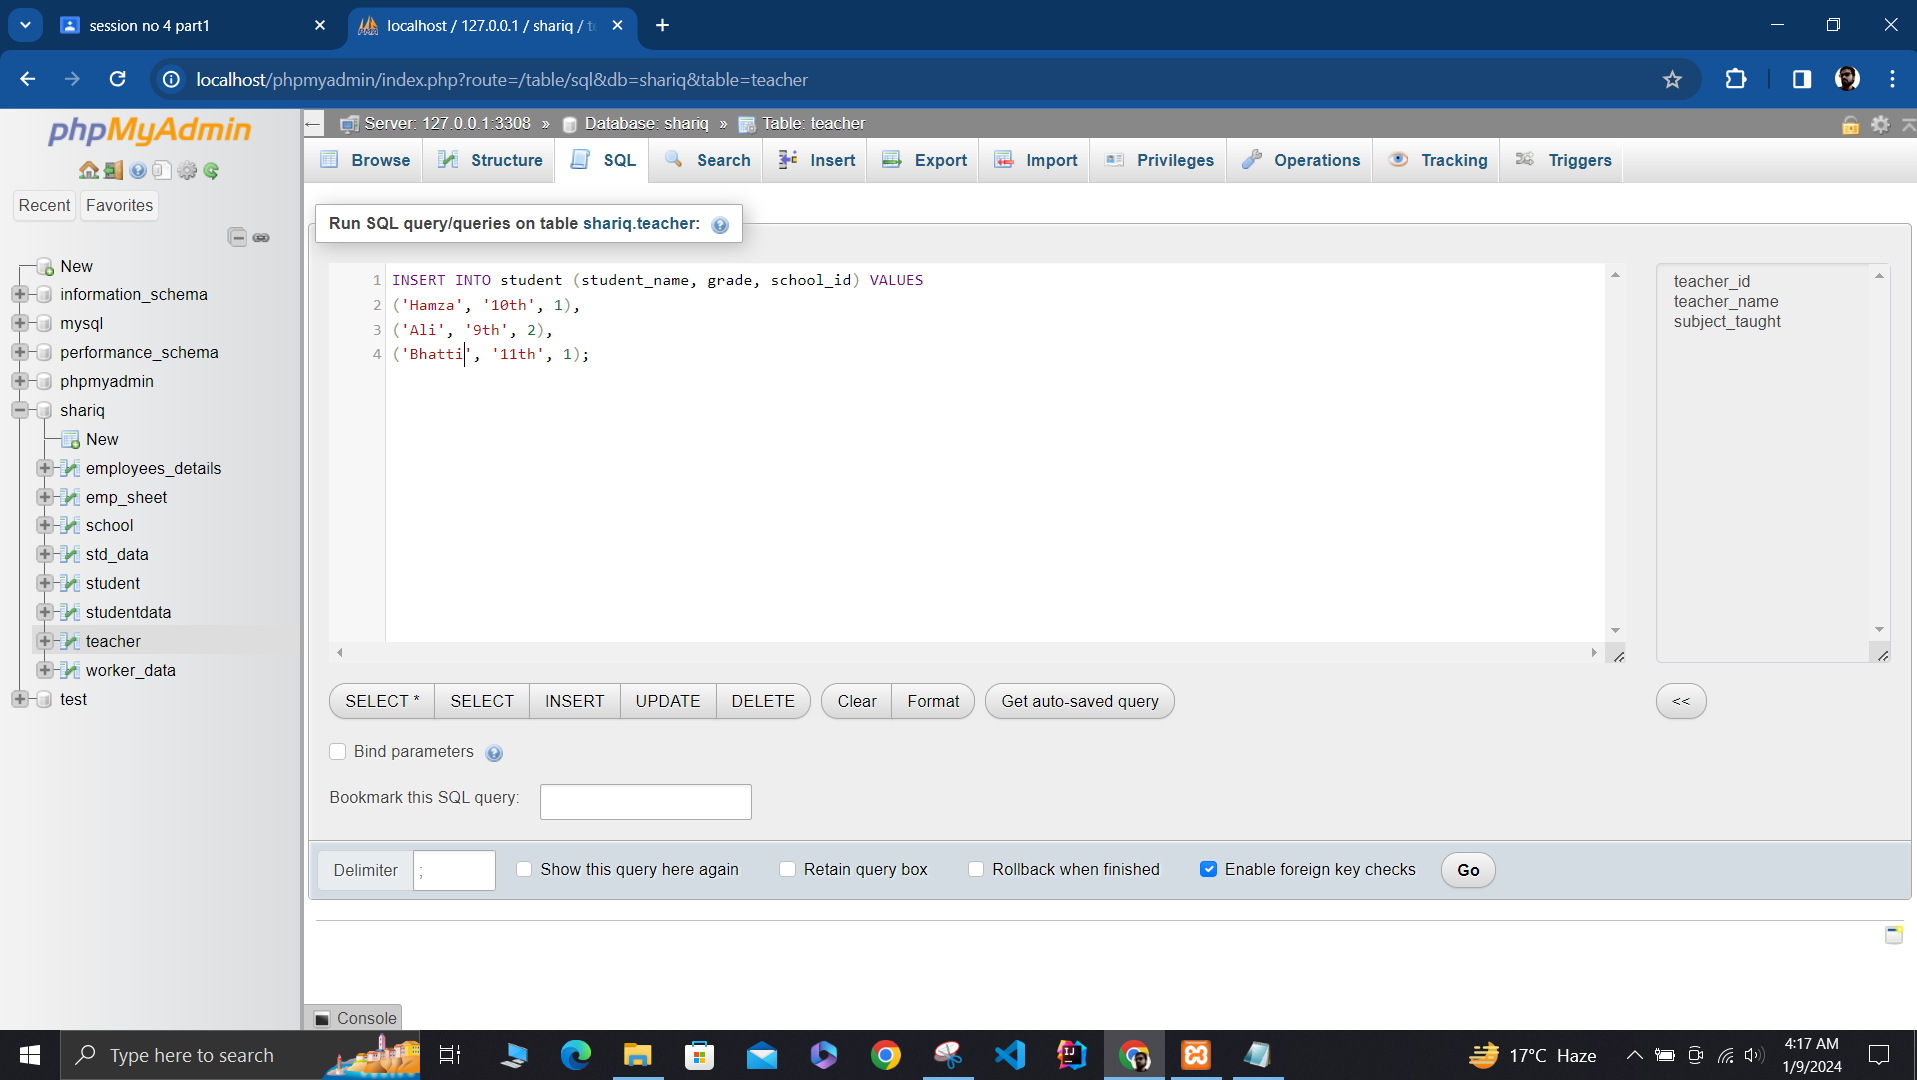 session no 4 part1
localhost / 127.0.0.1 / shariq / t
localhost/phpmyadmin/index.php?route=/table/sql&db=shariq&table=teacher
phpMyAdmin
Recent
Favorites
New
information_schema
mysql
performance_schema
phpmyadmin
shariq
New
employees_details
emp_sheet
school
std_data
student
studentdata
teacher
worker_data
test
Server: 127.0.0.1:3308 » Database: shariq » Table: teacher
Browse Structure SQL Search Insert Export Import Privileges Operations Tracking Triggers
Run SQL query/queries on table shariq.teacher:
1 INSERT INTO student (student_name, grade, school_id) VALUES
2 ('Hamza', '10th', 1),
3 ('Ali', '9th', 2),
4 ('Bhatti', '11th', 1);
teacher_id
teacher_name
subject_taught
SELECT * SELECT INSERT UPDATE DELETE Clear Format Get auto-saved query <<
Bind parameters
Bookmark this SQL query:
Delimiter ; Show this query here again Retain query box Rollback when finished Enable foreign key checks Go
Console
Type here to search
17°C Haze
4:17 AM
1/9/2024